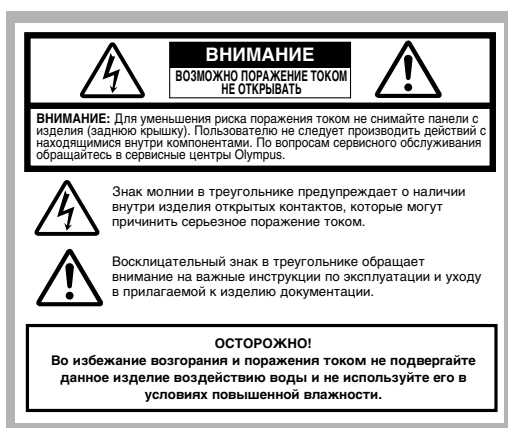 ВНИМАНИЕ
ВОЗМОЖНО ПОРАЖЕНИЕ ТОКОМ
НЕ ОТКРЫВАТЬ
ВНИМАНИЕ: Для уменьшения риска поражения током не снимайте панели с
изделия (заднюю крышку). Пользователю не следует производить действий с
находящимися внутри компонентами. По вопросам сервисного обслуживания
обращайтесь в сервисные центры Olympus.
Знак молнии в треугольнике предупреждает о наличии
внутри изделия открытых контактов, которые могут
причинить серьезное поражение током.
Восклицательный знак в треугольнике обращает
внимание на важные инструкции по эксплуатации и уходу
в прилагаемой к изделию документации.
ОСТОРОЖНО!
Во избежание возгорания и поражения током не подвергайте
данное изделие воздействию воды и не используйте его в
условиях повышенной влажности.